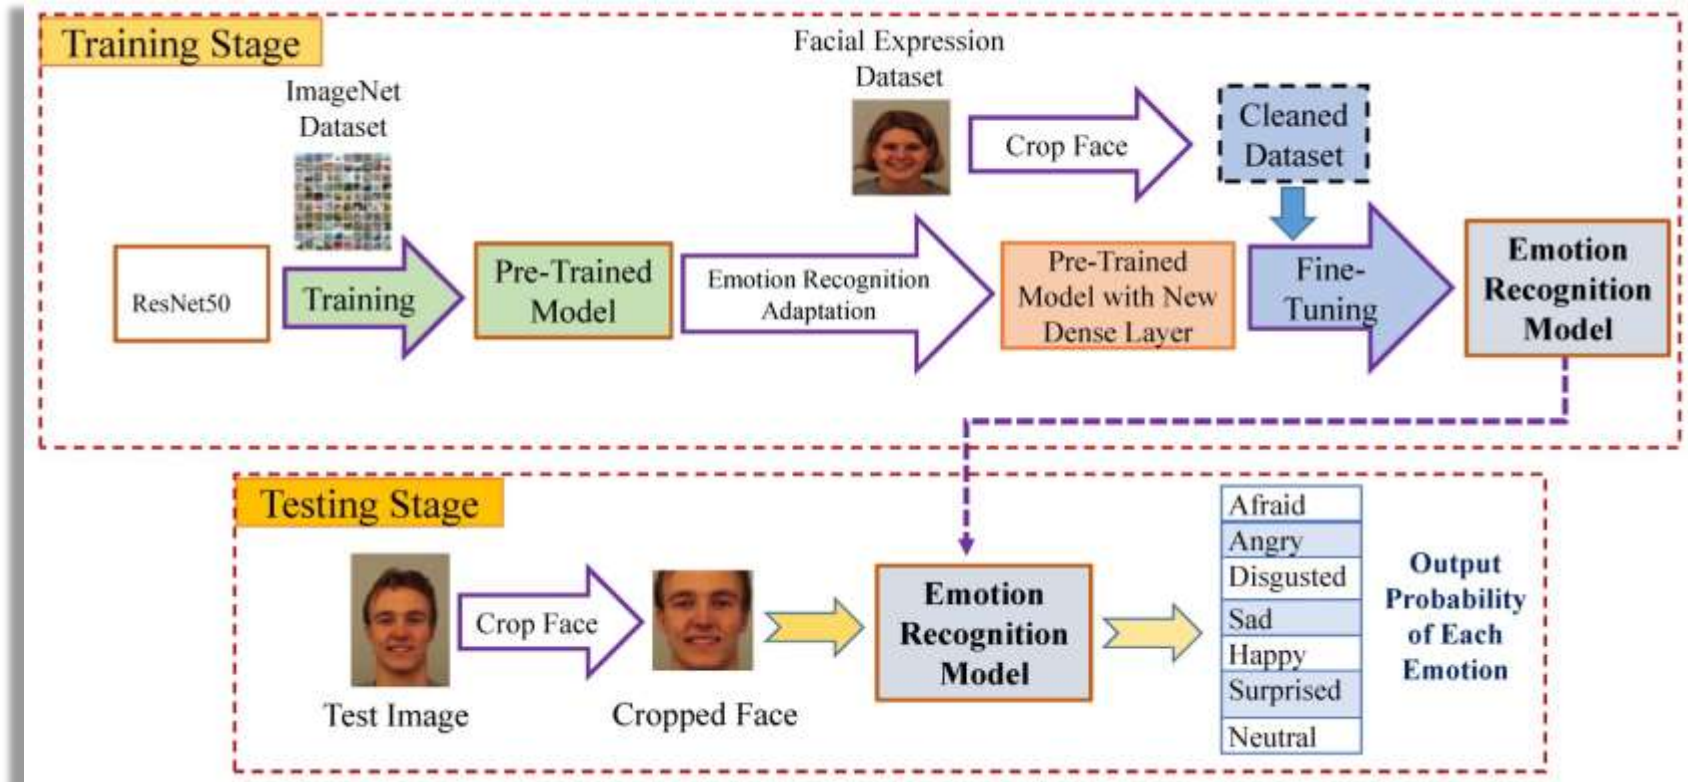 Training Stage
ImageNet
Dataset
Facial Expression
Dataset
Crop Face
Cleaned
Dataset
ResNet50
Training
Pre-Trained
Model
Emotion Recognition
Adaptation
Pre-Trained
Model with New
Dense Layer
Fine-
Tuning
Emotion
Recognition
Model
Testing Stage
Test Image
Crop Face
Cropped Face
Emotion
Recognition
Model
Afraid
Angry
Disgusted
Sad
Happy
Surprised
Neutral
Output
Probability
of Each
Emotion